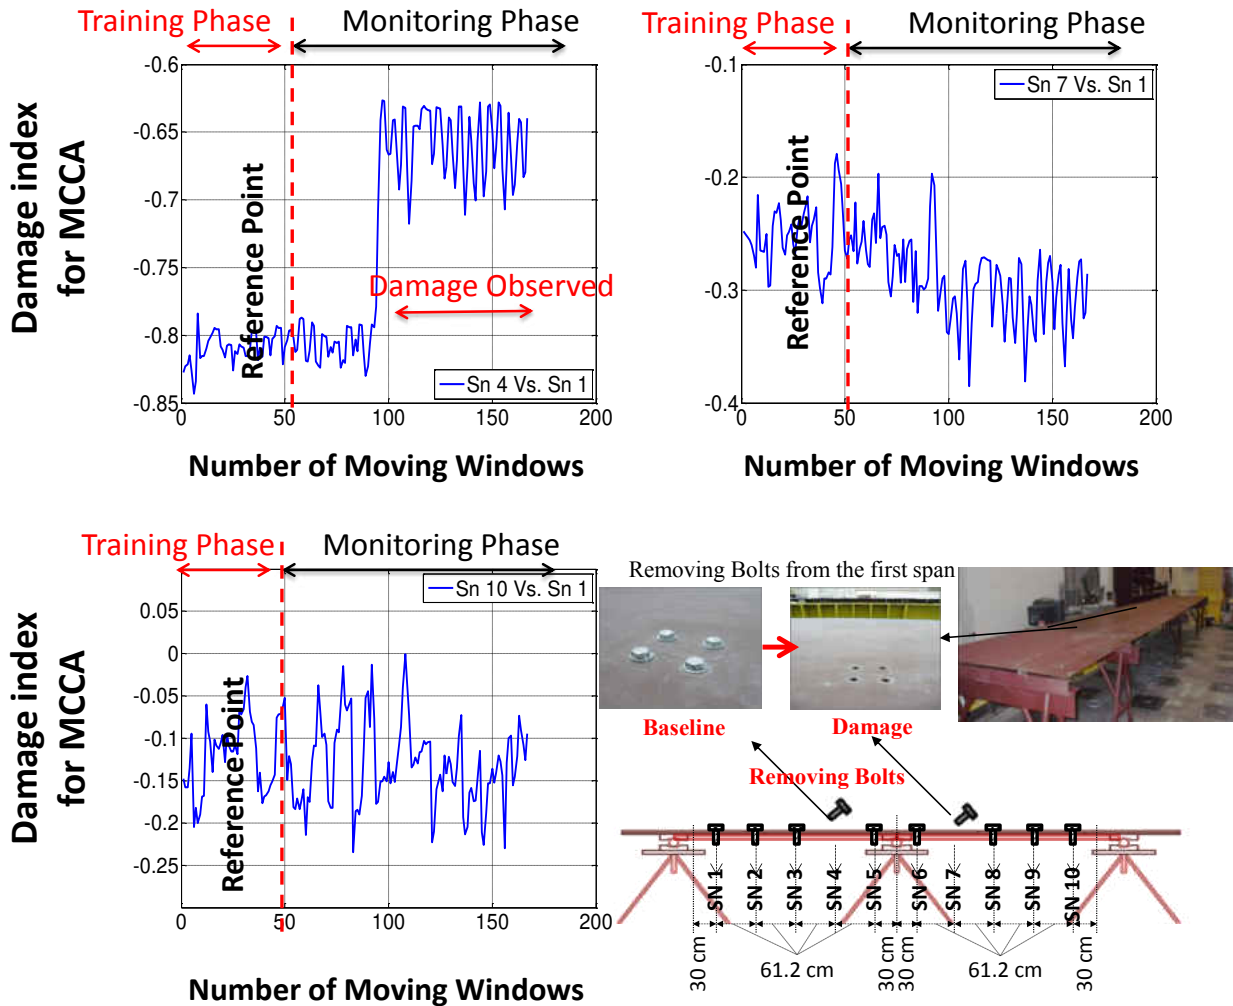 Training Phase
Monitoring Phase
Damage index
for MCCA
-0.6
-0.65
-0.7
-0.75
-0.8
-0.85
0
50
100
150
200
Reference Point
Damage Observed
Sn 4 Vs. Sn 1
Number of Moving Windows
Training Phase
Monitoring Phase
-0.1
-0.2
-0.3
-0.4
0
50
100
150
200
Reference Point
Sn 7 Vs. Sn 1
Number of Moving Windows
Training Phase
Monitoring Phase
Damage index
for MCCA
0.05
0
-0.05
-0.1
-0.15
-0.2
-0.25
0
50
100
150
200
Reference Point
Sn 10 Vs. Sn 1
Number of Moving Windows
Removing Bolts from the first span
Baseline
Damage
Removing Bolts
SN 1
SN 2
SN 3
SN 4
SN 5
SN 6
SN 7
SN 8
SN 9
SN 10
30 cm
61.2 cm
30 cm
30 cm
61.2 cm
30 cm